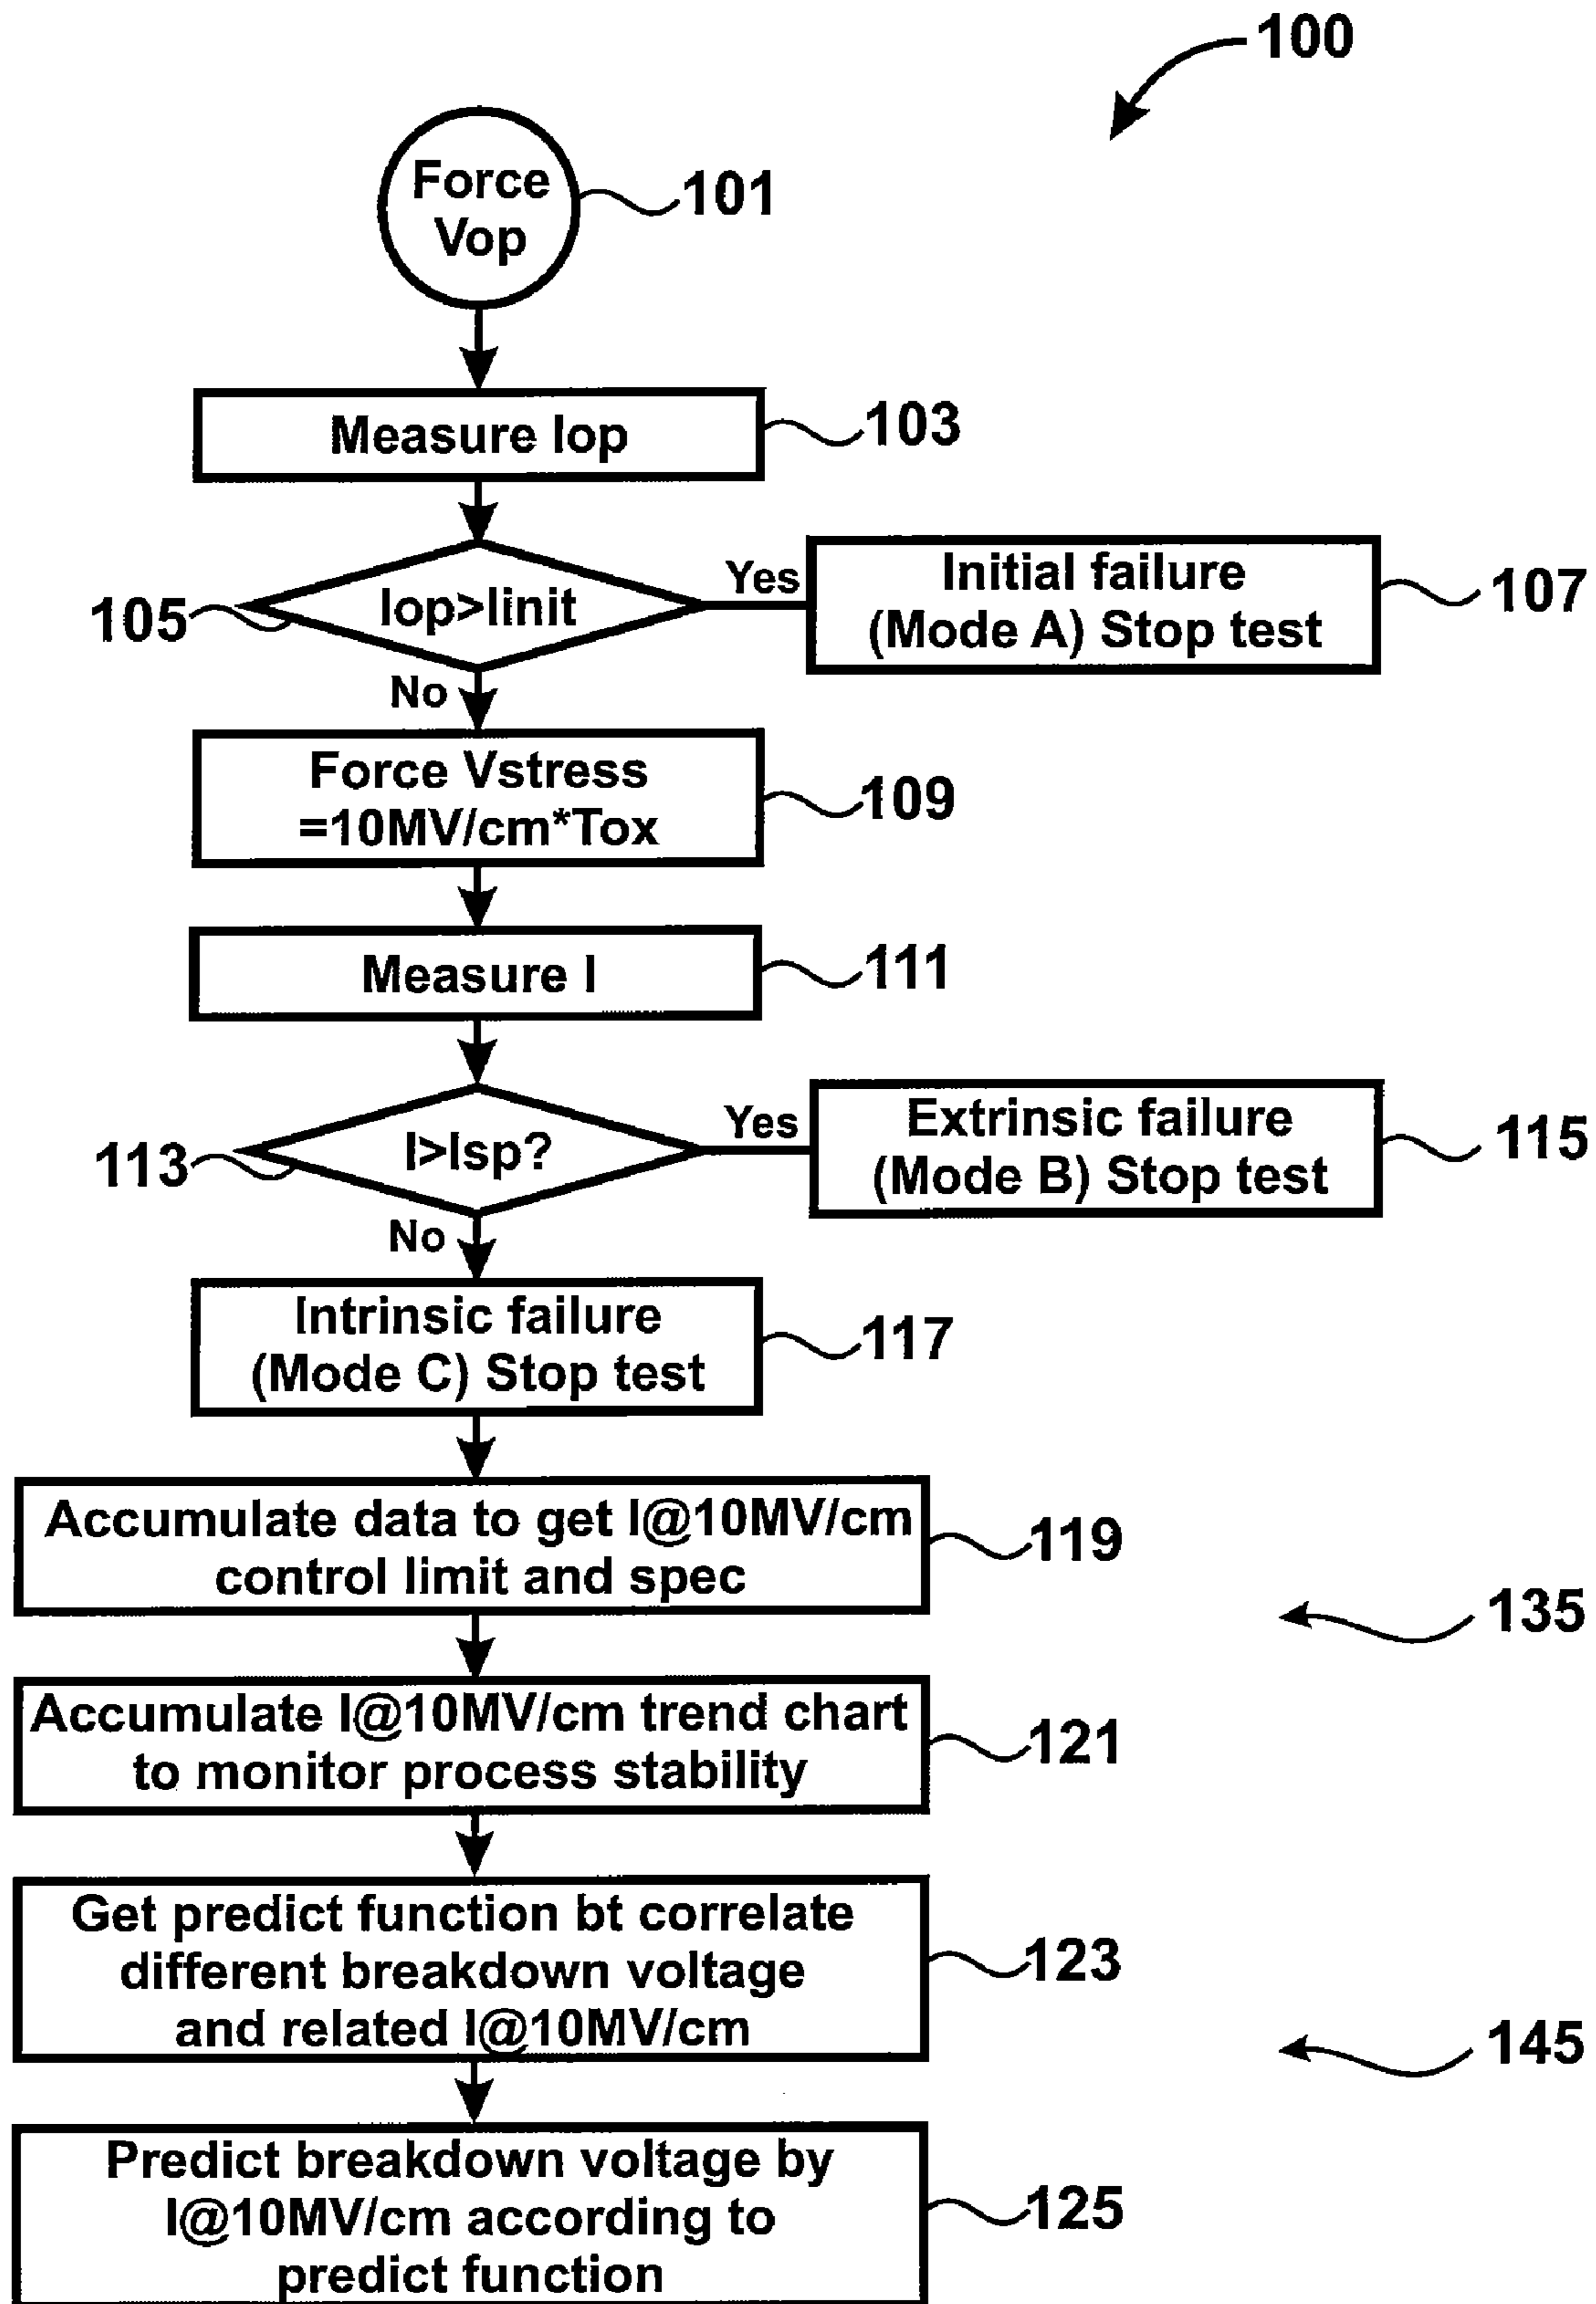 100
Force
Vop
101
Measure Iop
103
Iop>Iinit
105
Yes
Initial failure
(Mode A) Stop test
107
No
Force Vstress
=10MV/cm*Tox
109
Measure I
111
I>Isp?
113
Yes
Extrinsic failure
(Mode B) Stop test
115
No
Intrinsic failure
(Mode C) Stop test
117
Accumulate data to get I@10MV/cm
control limit and spec
119
135
Accumulate I@10MV/cm trend chart
to monitor process stability
121
Get predict function bt correlate
different breakdown voltage
and related I@10MV/cm
123
145
Predict breakdown voltage by
I@10MV/cm according to
predict function
125